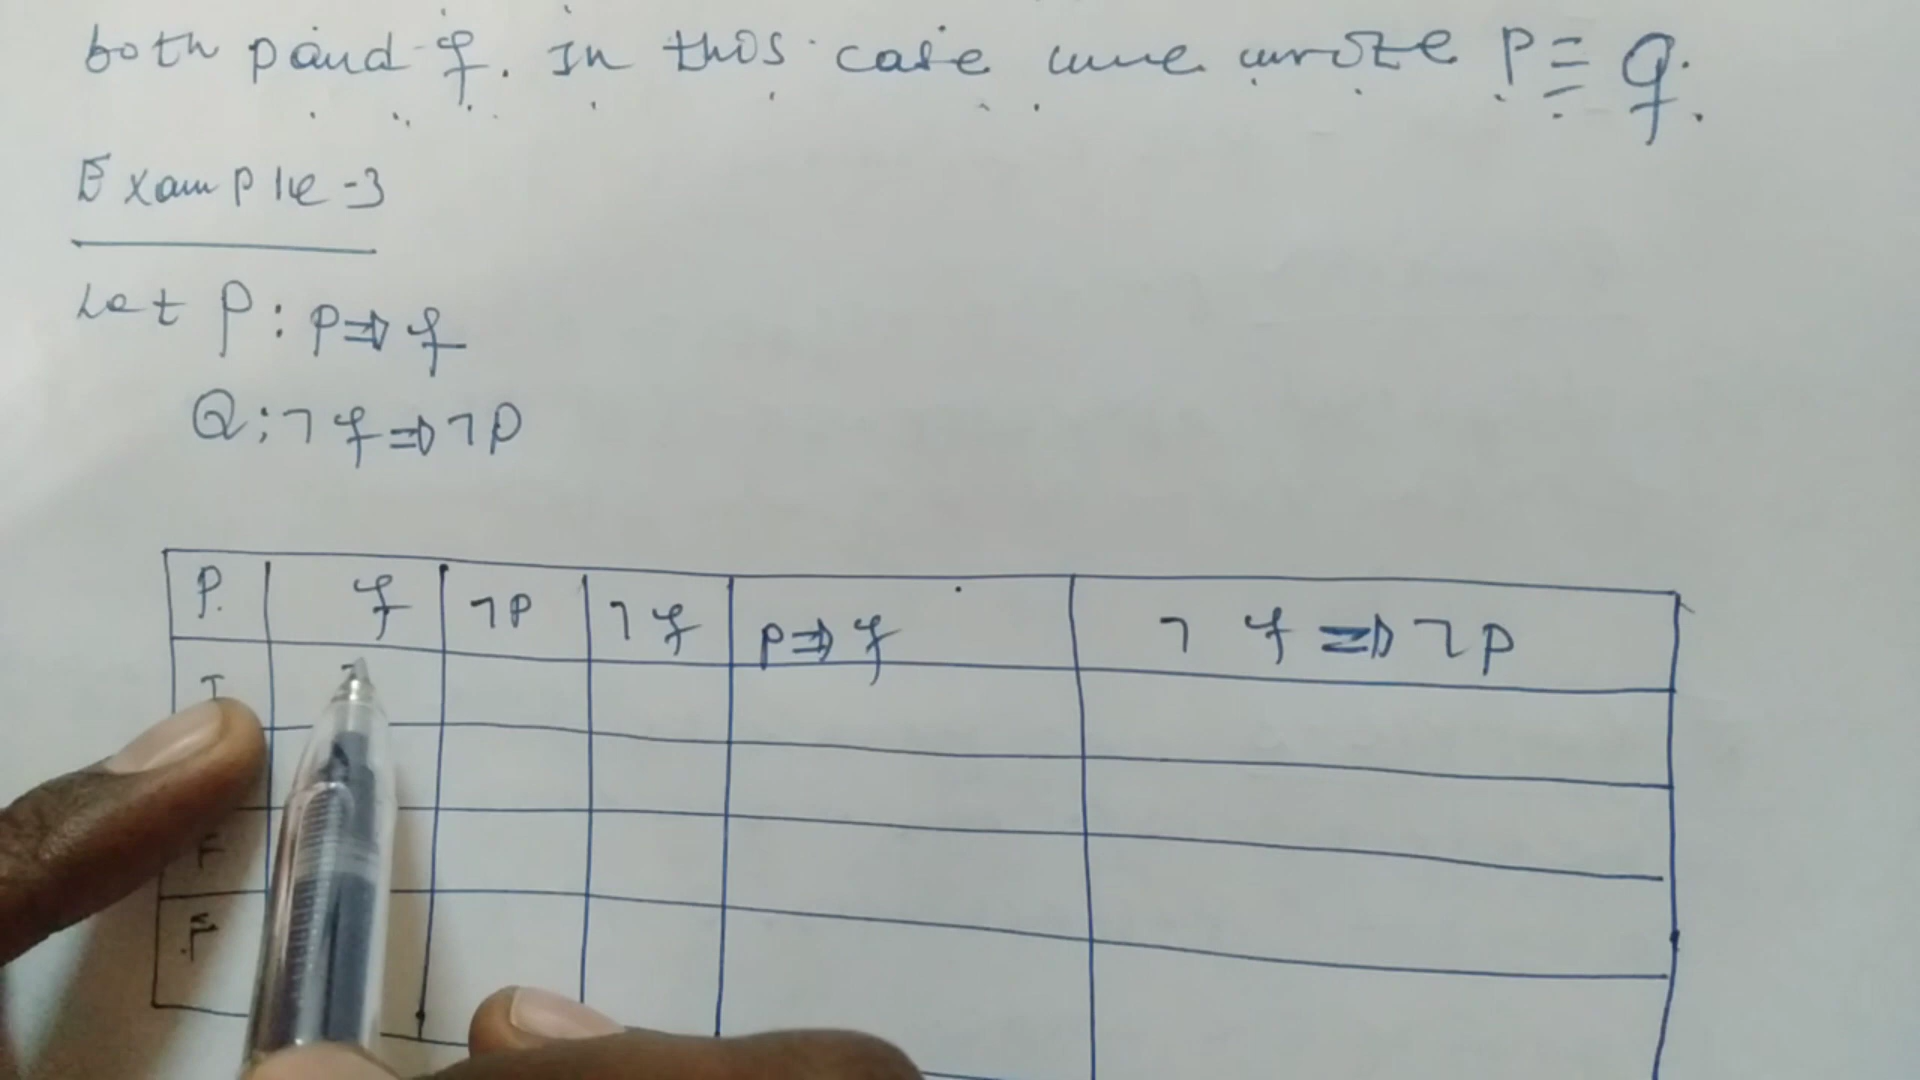 both p and q. In this case we write P ≡ Q.
Example-3
Let P: p⇒q
Q: ¬q⇒¬p
P. q ¬p ¬q p⇒q ¬q⇒¬p
T
F
F